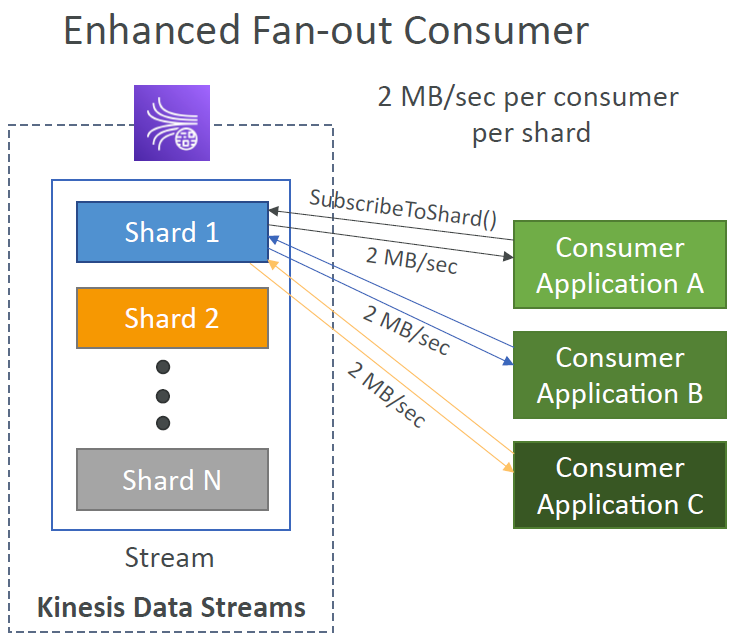 Enhanced Fan-out Consumer
2 MB/sec per consumer
per shard
SubscribeToShard()
Shard 1
2 MB/sec
Consumer
Application A
Shard 2
2 MB/sec
Consumer
Application B
2 MB/sec
Shard N
Consumer
Application C
Stream
Kinesis Data Streams